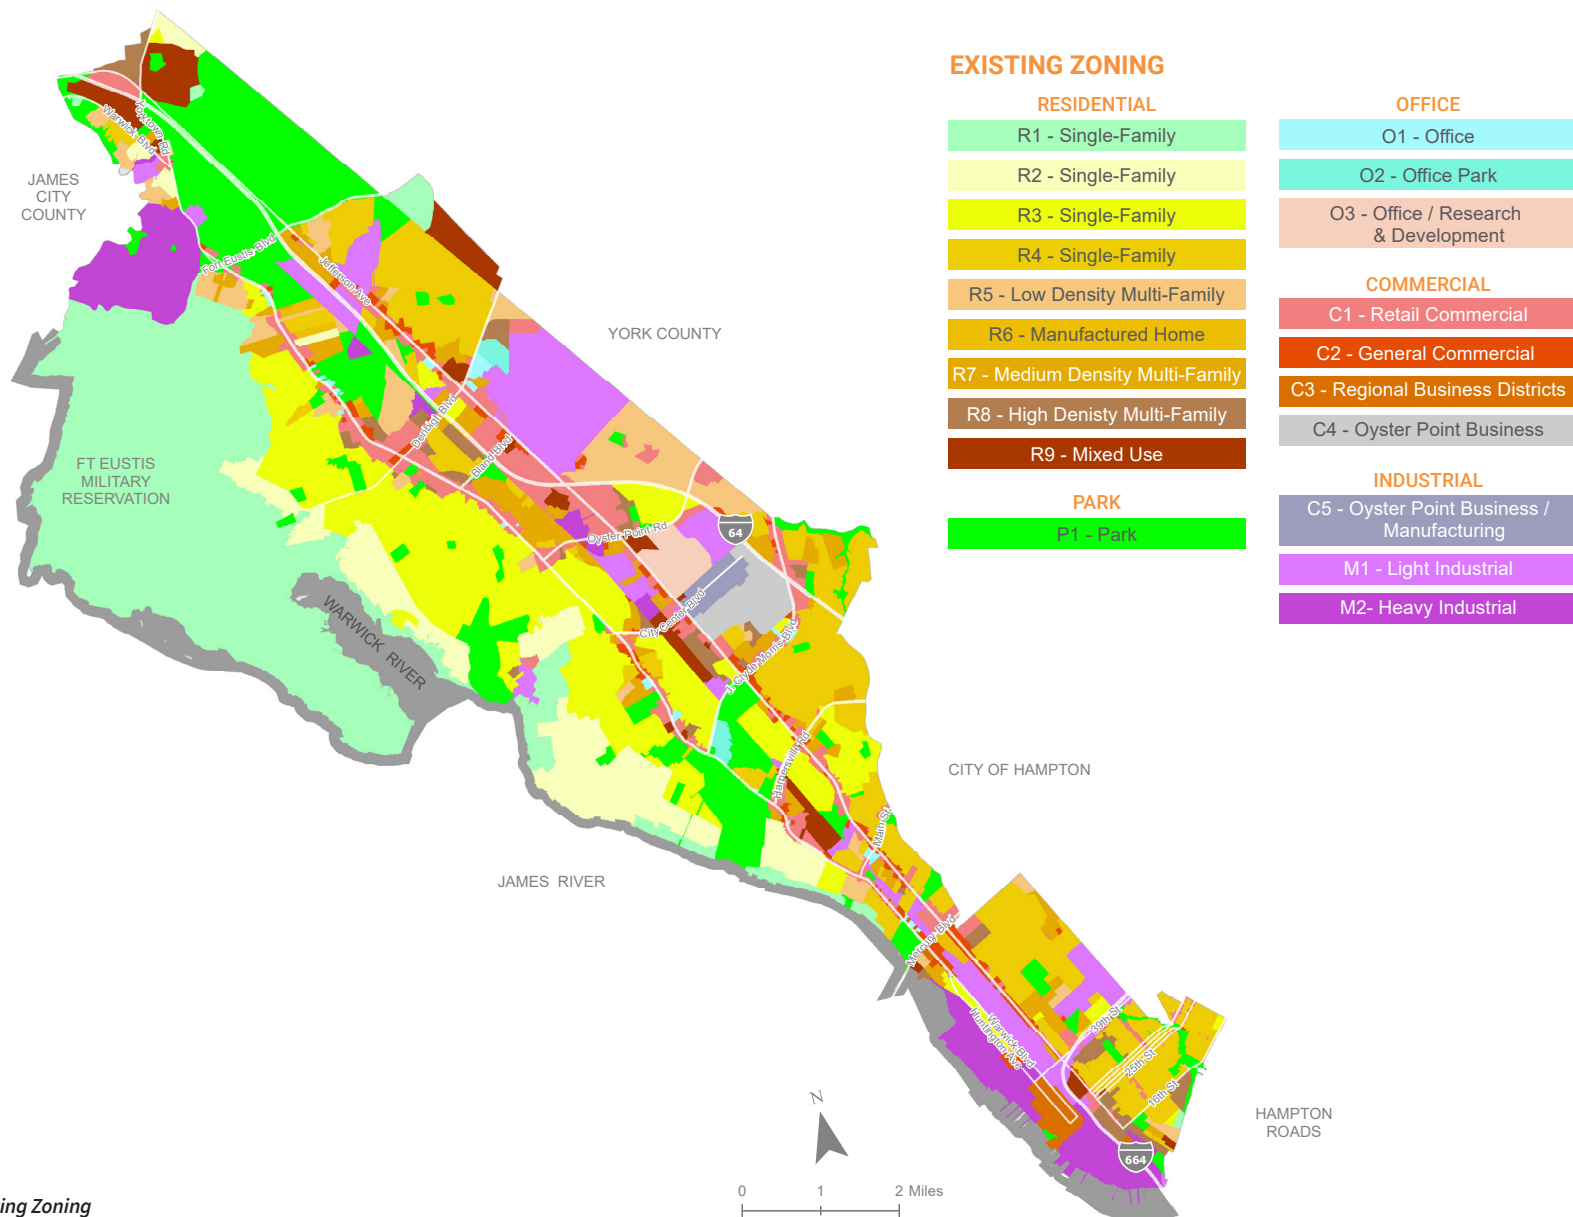 EXISTING ZONING
RESIDENTIAL
R1 - Single-Family
R2 - Single-Family
R3 - Single-Family
R4 - Single-Family
R5 - Low Density Multi-Family
R6 - Manufactured Home
R7 - Medium Density Multi-Family
R8 - High Denisty Multi-Family
R9 - Mixed Use
PARK
P1 - Park
OFFICE
O1 - Office
O2 - Office Park
O3 - Office / Research
& Development
COMMERCIAL
C1 - Retail Commercial
C2 - General Commercial
C3 - Regional Business Districts
C4 - Oyster Point Business
INDUSTRIAL
C5 - Oyster Point Business /
Manufacturing
M1 - Light Industrial
M2- Heavy Industrial
JAMES
CITY
COUNTY
Warwick Blvd
Yorktown Rd
Fort Eustis Blvd
Jefferson Ave
YORK COUNTY
FT EUSTIS
MILITARY
RESERVATION
Denbigh Blvd
Bland Blvd
Oyster Point Rd
64
WARWICK RIVER
City Center Blvd
J. Clyde Morris Blvd
Harpersville Rd
CITY OF HAMPTON
Main St
JAMES RIVER
Mercury Blvd
Warwick Blvd
Huntington Ave
39th St
25th St
16th St
HAMPTON
ROADS
664
N
0 1 2 Miles
ing Zoning